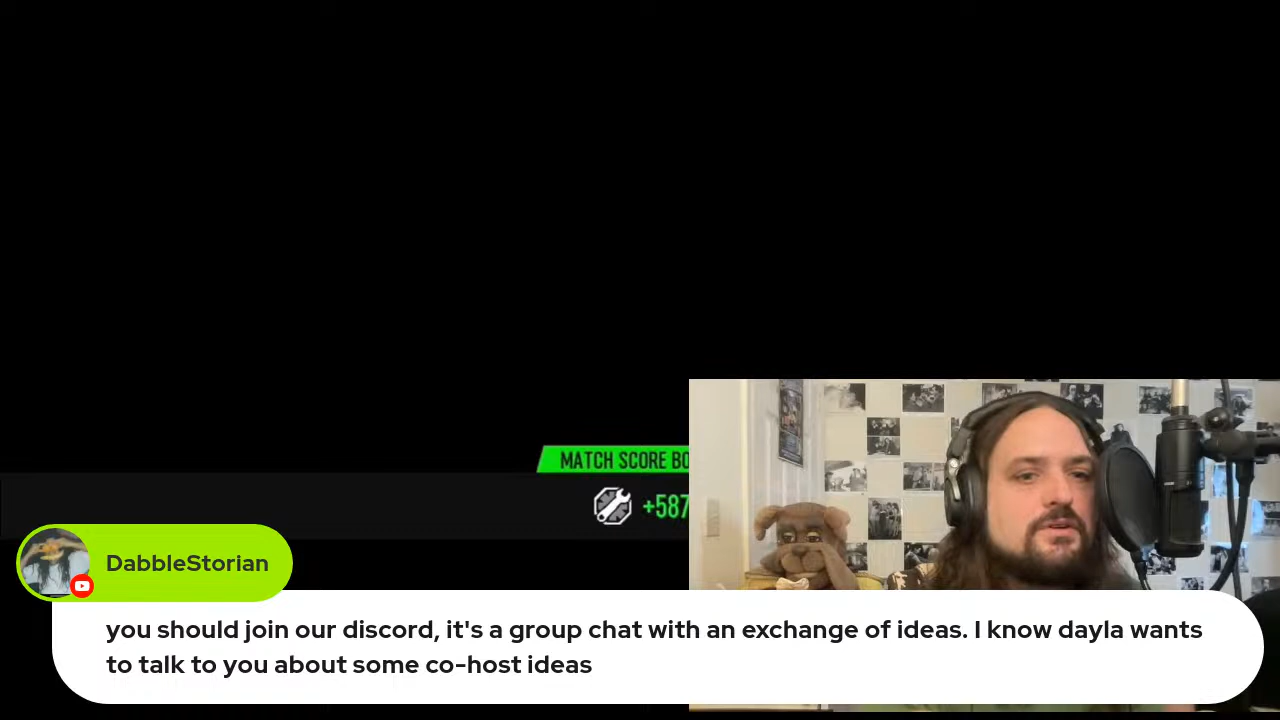 MATCH SCORE BO
+587
DabbleStorian
you should join our discord, it's a group chat with an exchange of ideas. I know dayla wants
to talk to you about some co-host ideas